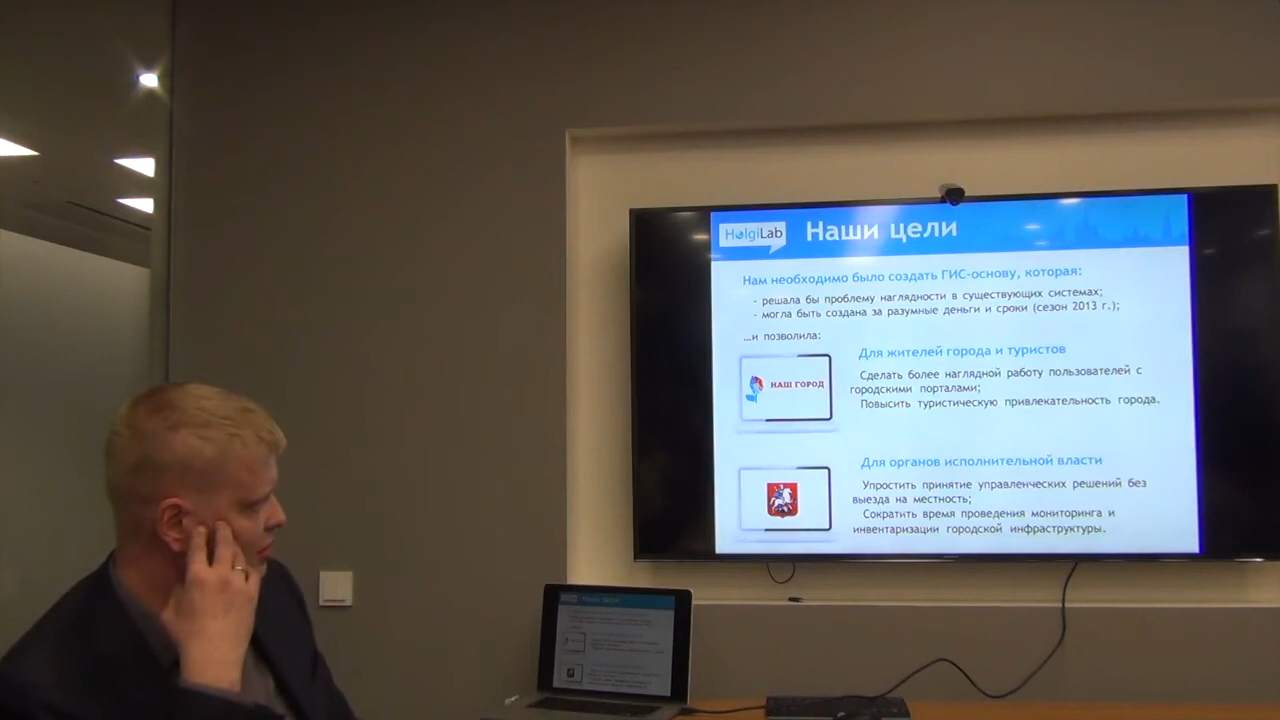 HolgiLab
Наши цели
Нам необходимо было создать ГИС-основу, которая:
- решала бы проблему наглядности в существующих системах;
- могла быть создана за разумные деньги и сроки (сезон 2013 г.);
…и позволила:
Для жителей города и туристов
НАШ ГОРОД
Сделать более наглядной работу пользователей с
городскими порталами;
Повысить туристическую привлекательность города.
Для органов исполнительной власти
Упростить принятие управленческих решений без
выезда на местность;
Сократить время проведения мониторинга и
инвентаризации городской инфраструктуры.
Наши цели